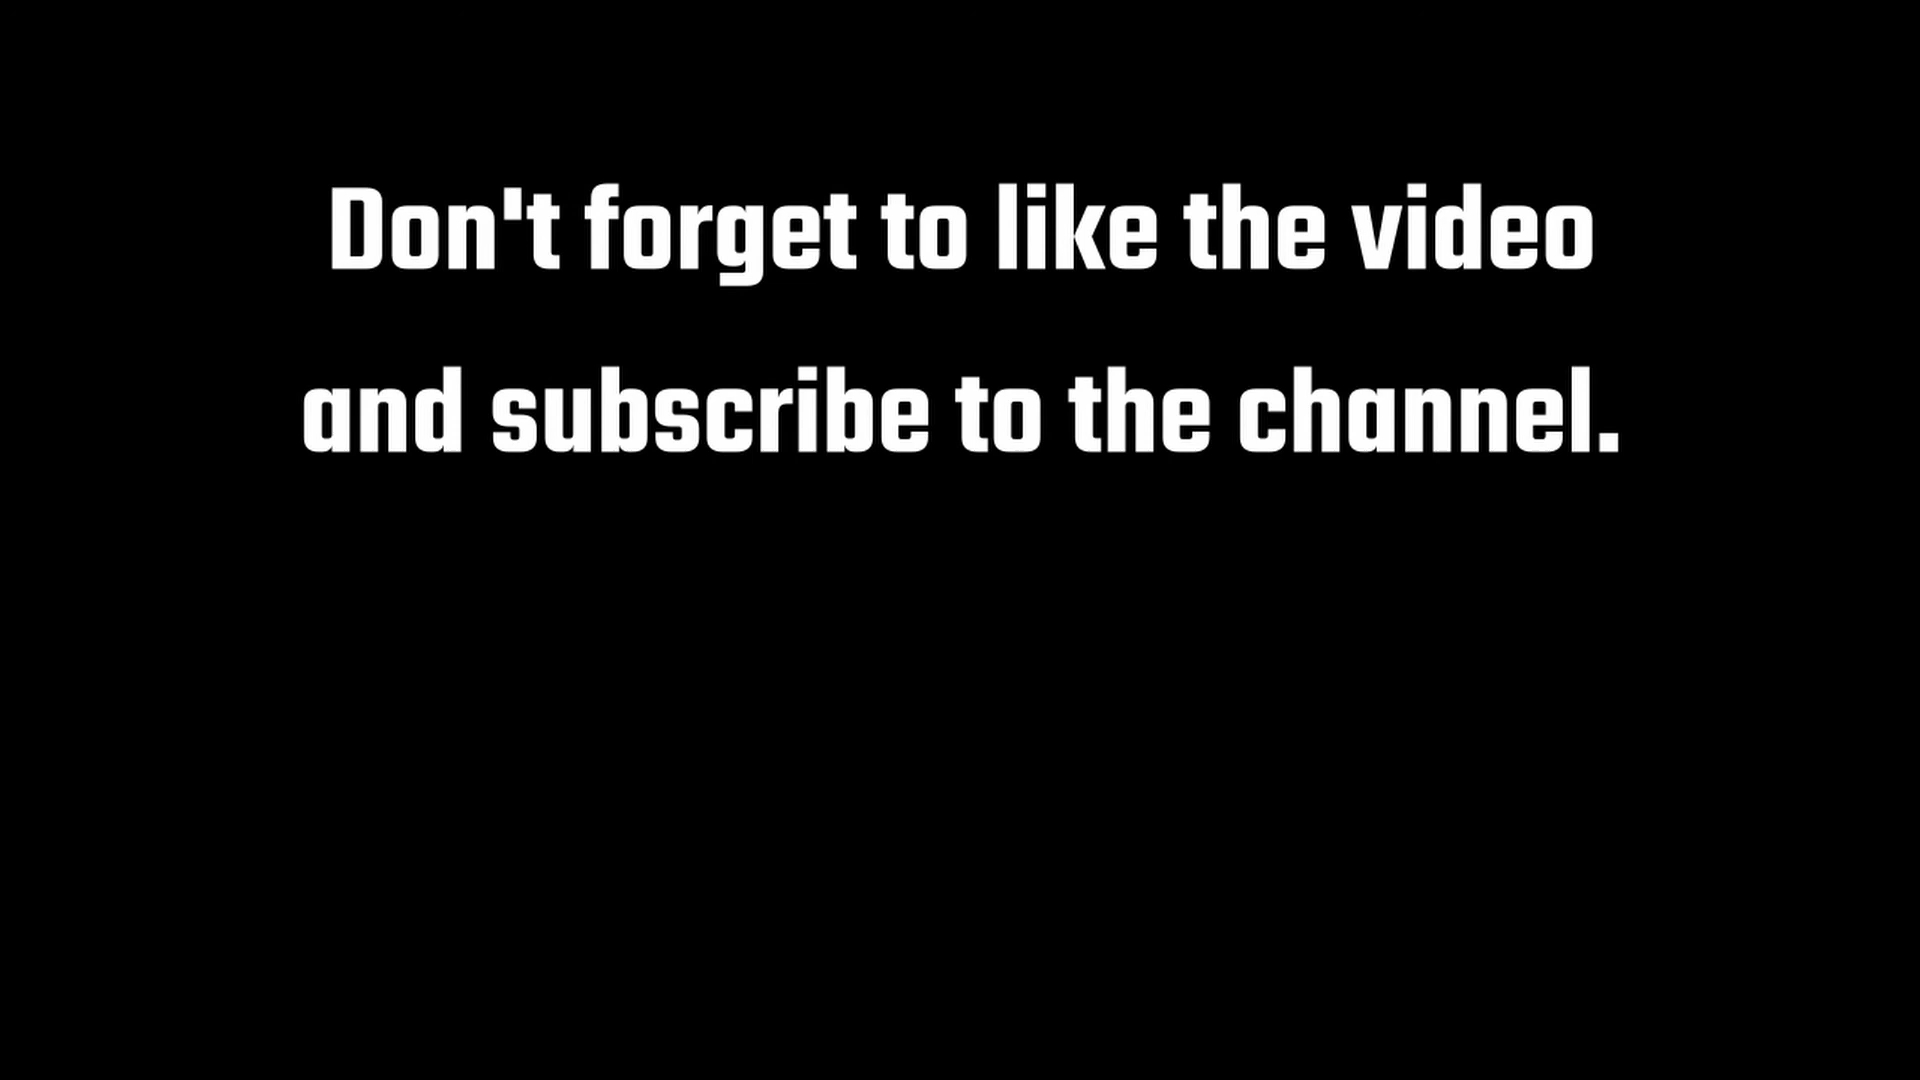 Don't forget to like the video
and subscribe to the channel.